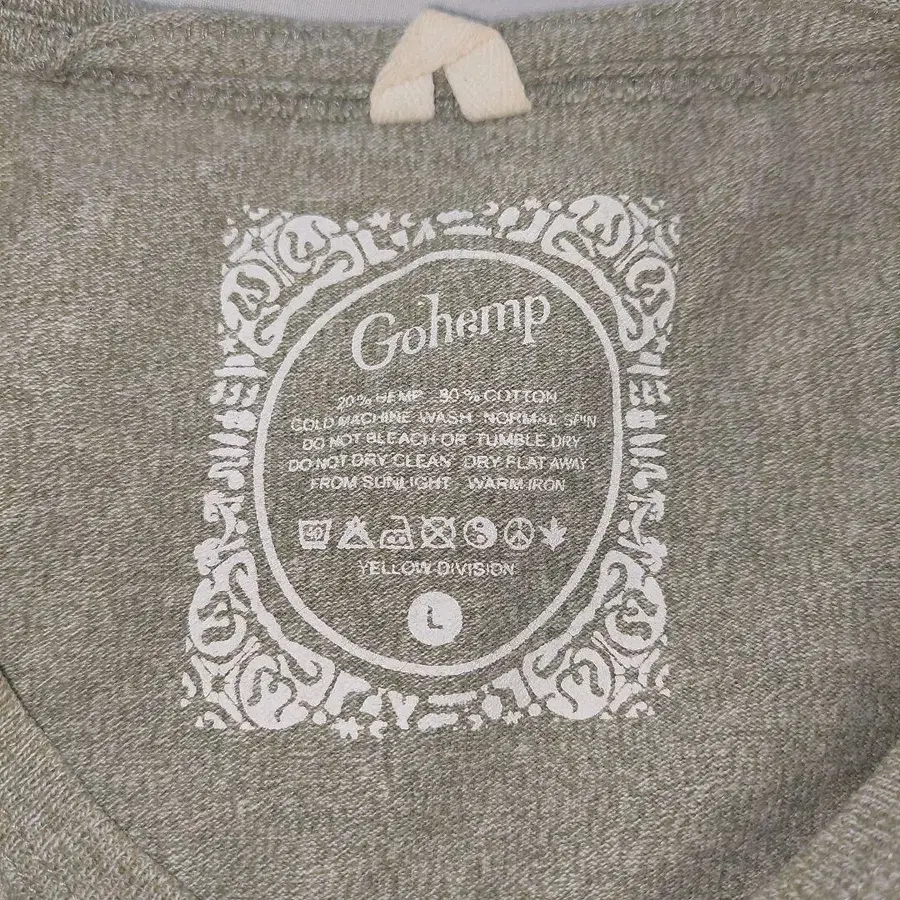 Gohemp
20% HEMP 80% COTTON
COLD MACHINE WASH NORMAL SPIN
DO NOT BLEACH OR TUMBLE DRY
DO NOT DRY CLEAN DRY FLAT AWAY
FROM SUNLIGHT WARM IRON
40
YELLOW DIVISION
L